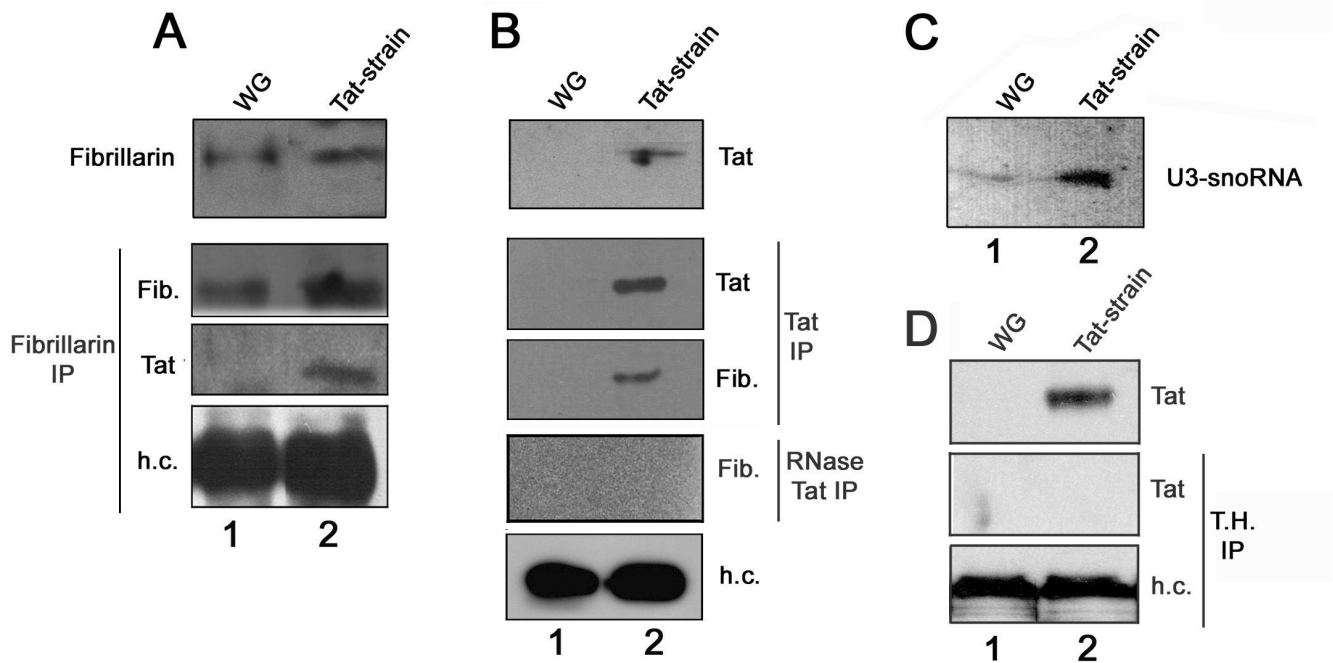 A
WG
Tat-strain
Fibrillarin
Fib.
Fibrillarin
IP
Tat
h.c.
1
2
B
WG
Tat-strain
Tat
Tat
Tat
IP
Fib.
Fib.
RNase
Tat IP
h.c.
1
2
C
WG
Tat-strain
U3-snoRNA
1
2
D
WG
Tat-strain
Tat
Tat
T.H.
IP
h.c.
1
2